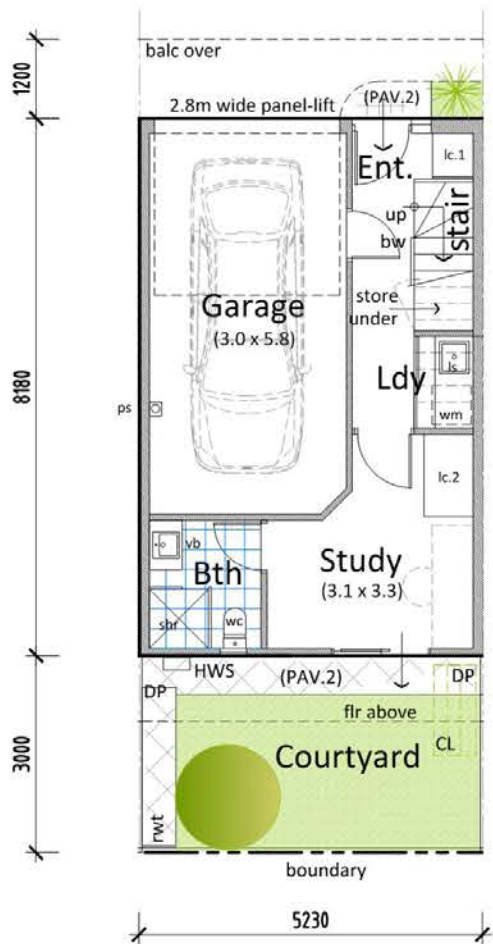 balc over
1200
2.8m wide panel-lift
(PAV.2)
Ent.
lc.1
up
bw
stair
Garage
(3.0 x 5.8)
store
under
8180
Ldy
ls
wm
ps
lc.2
vb
Bth
Study
(3.1 x 3.3)
shr
wc
HWS
(PAV.2)
DP
DP
flr above
CL
3000
Courtyard
rwt
boundary
5230